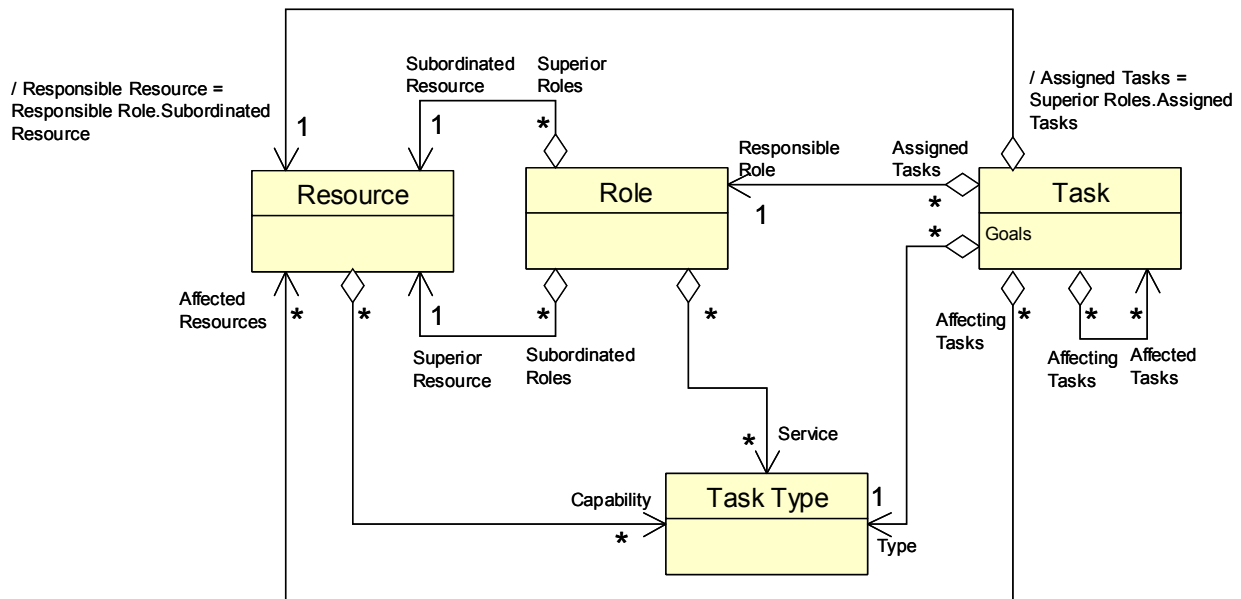 / Responsible Resource =
Responsible Role.Subordinated
Resource
1
Subordinated
Resource
1
Superior
Roles
*
/ Assigned Tasks =
Superior Roles.Assigned
Tasks
Resource
Role
Responsible
Role
1
Assigned
Tasks
*
Task
Goals
*
Affected
Resources
*
*
1
Superior
Resource
*
Subordinated
Roles
*
Affecting
Tasks
*
*
Affecting
Tasks
*
Affected
Tasks
*
Service
Capability
*
Task Type
1
Type